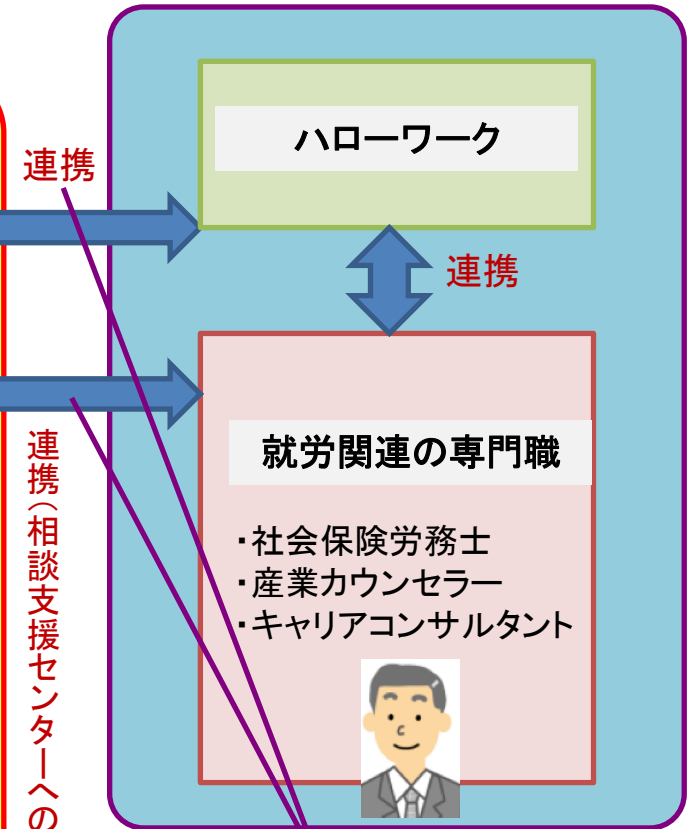 連携
ハローワーク
連携
就労関連の専門職
・社会保険労務士
・産業カウンセラー
・キャリアコンサルタント
連携（相談支援センターへの